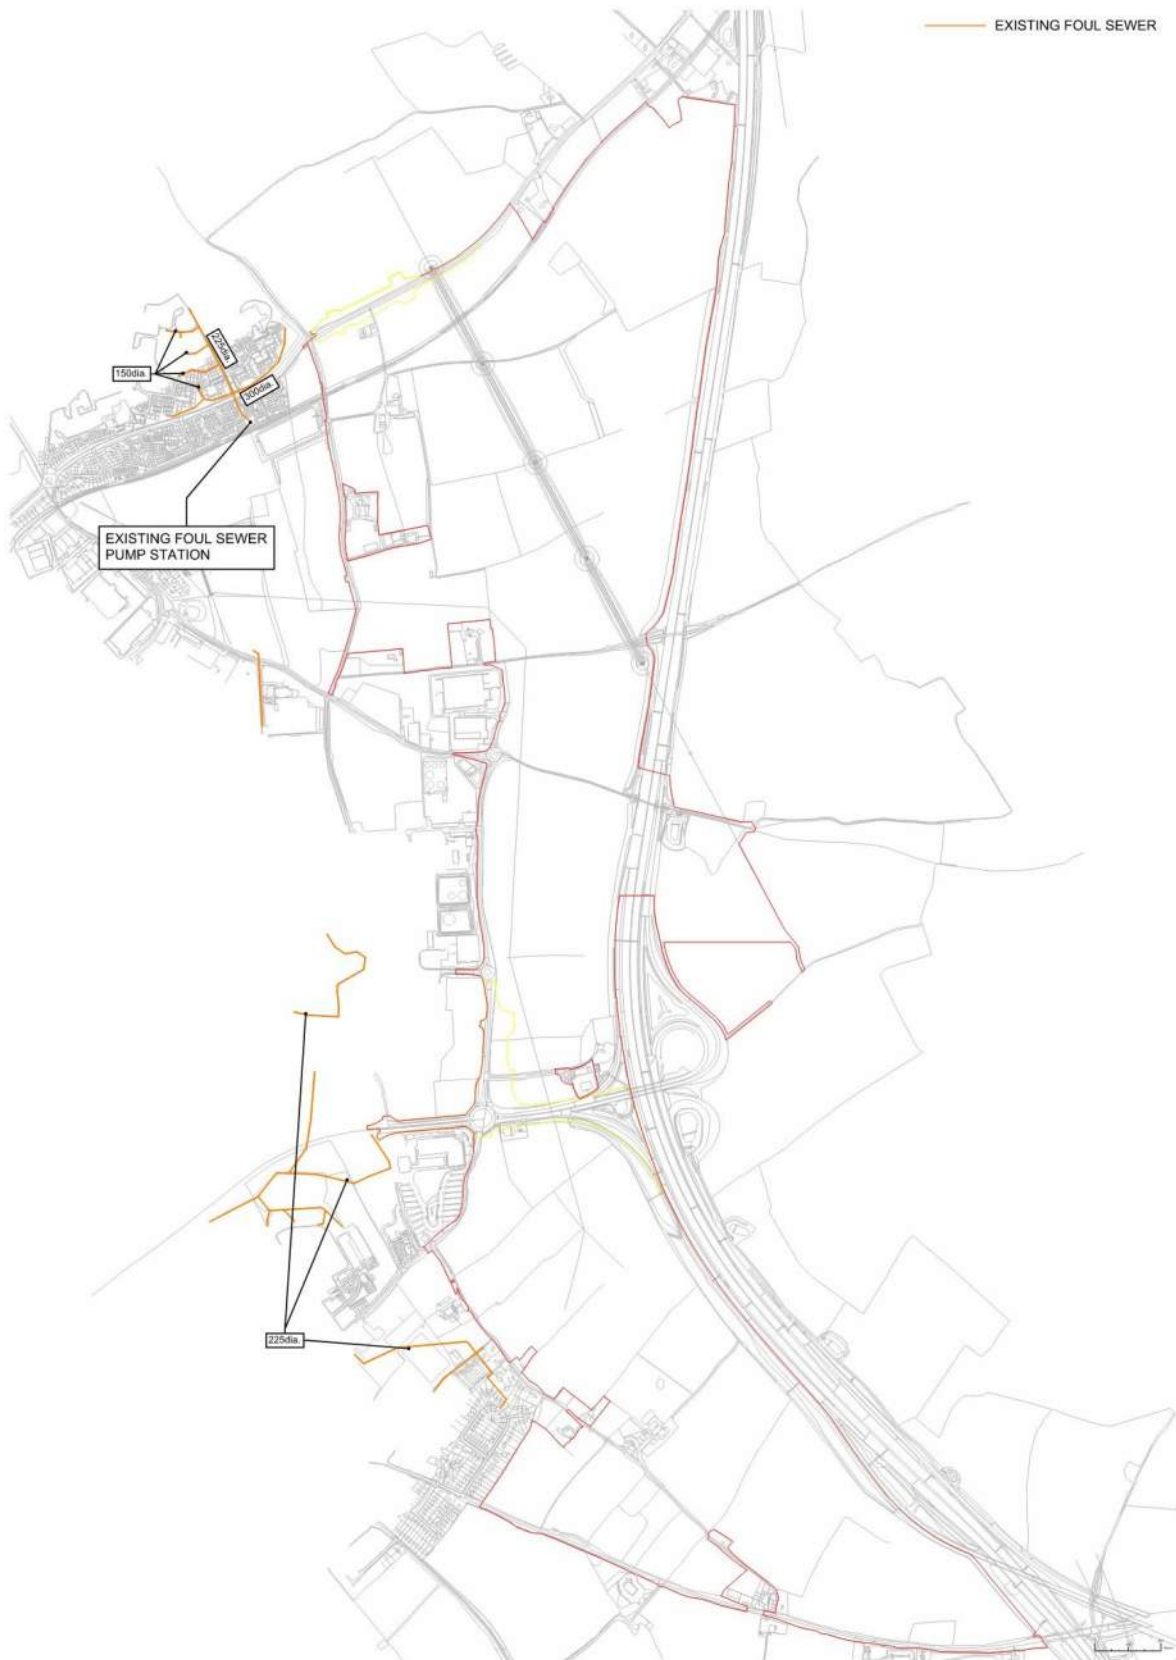 EXISTING FOUL SEWER
225dia.
150dia.
300dia.
EXISTING FOUL SEWER
PUMP STATION
225dia.